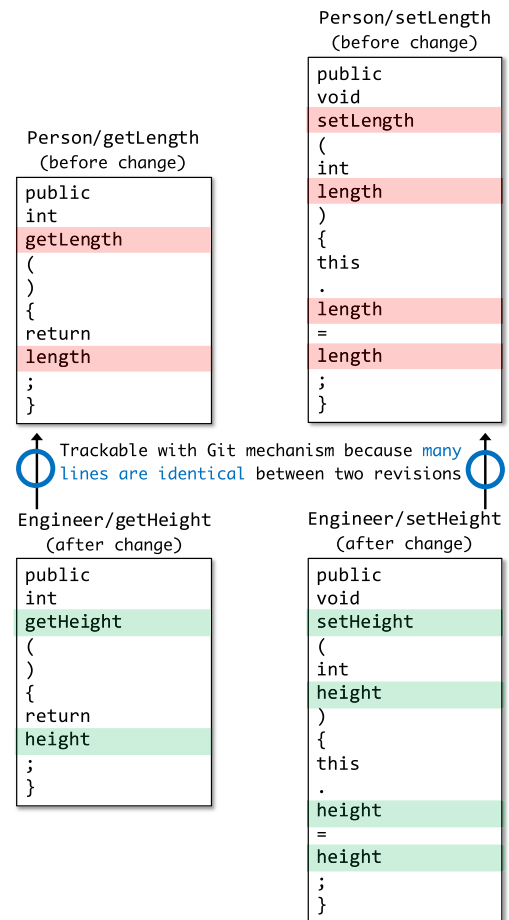 Person/getLength
(before change)
public
int
getLength
(
)
{
return
length
;
}
Person/setLength
(before change)
public
void
setLength
(
int
length
)
{
this
.
length
=
length
;
}
Trackable with Git mechanism because many
lines are identical between two revisions
Engineer/getHeight
(after change)
public
int
getHeight
(
)
{
return
height
;
}
Engineer/setHeight
(after change)
public
void
setHeight
(
int
height
)
{
this
.
height
=
height
;
}